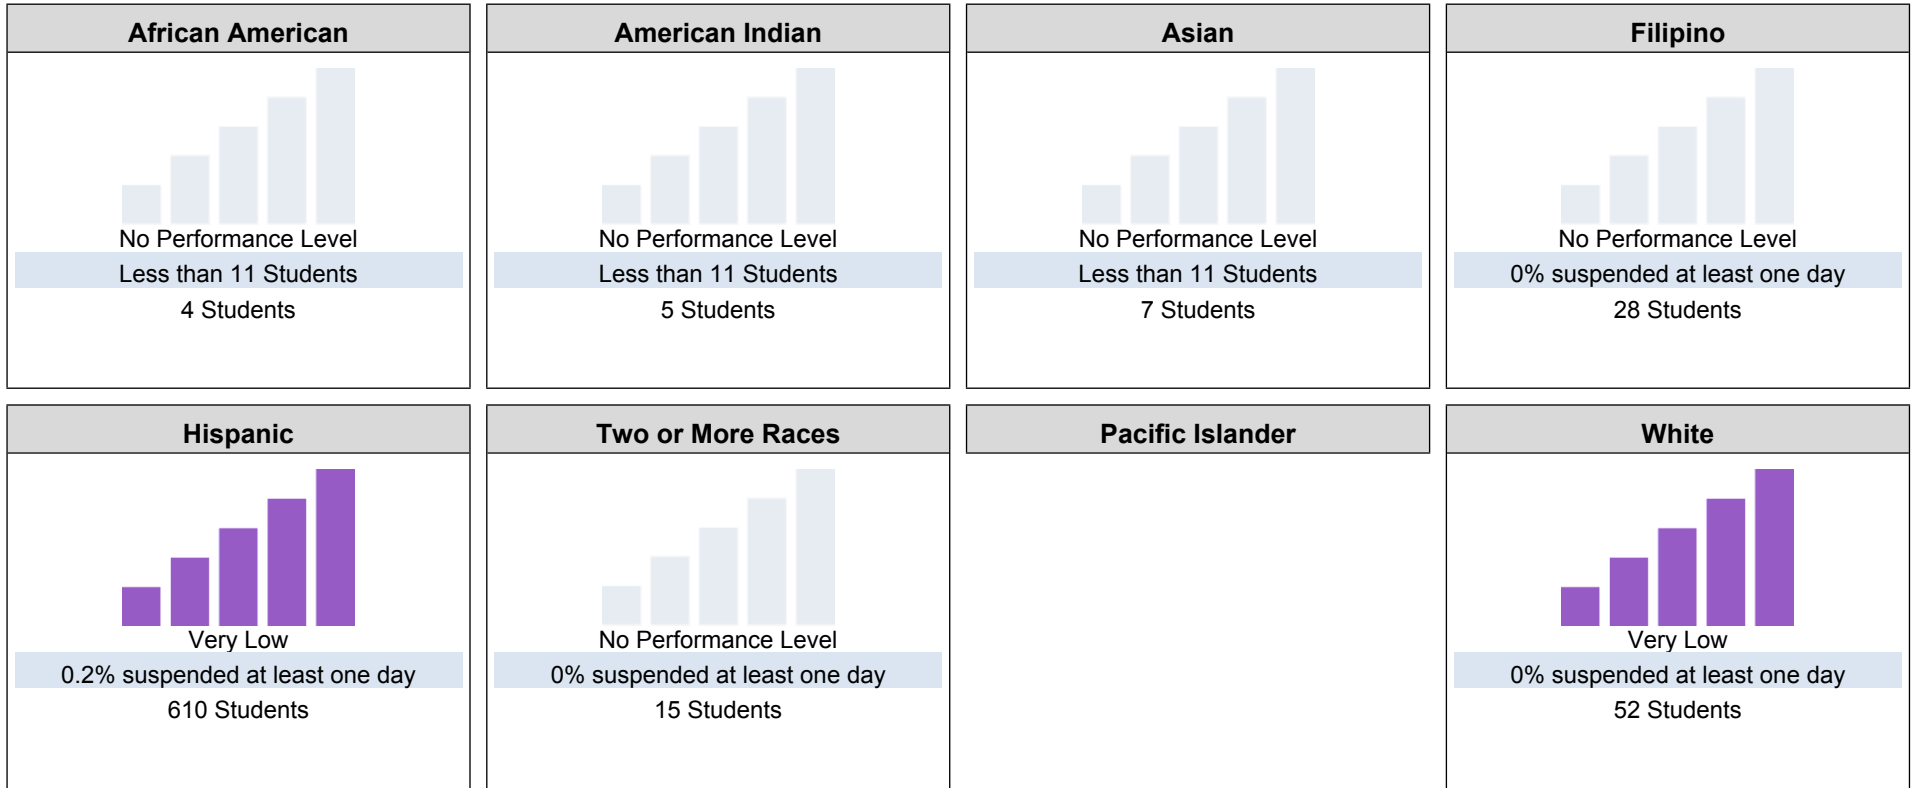 African American
No Performance Level
Less than 11 Students
4 Students
American Indian
No Performance Level
Less than 11 Students
5 Students
Asian
No Performance Level
Less than 11 Students
7 Students
Filipino
No Performance Level
0% suspended at least one day
28 Students
Hispanic
Very Low
0.2% suspended at least one day
610 Students
Two or More Races
No Performance Level
0% suspended at least one day
15 Students
Pacific Islander
White
Very Low
0% suspended at least one day
52 Students